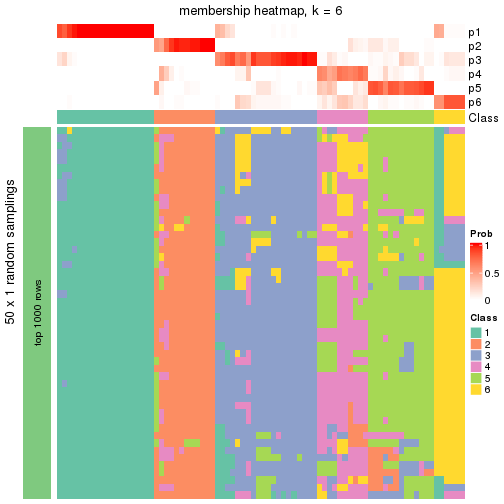 membership heatmap, k = 6
p1
p2
p3
p4
p5
p6
Class
50 x 1 random samplings
top 1000 rows
Prob
1
0.5
0
Class
1
2
3
4
5
6